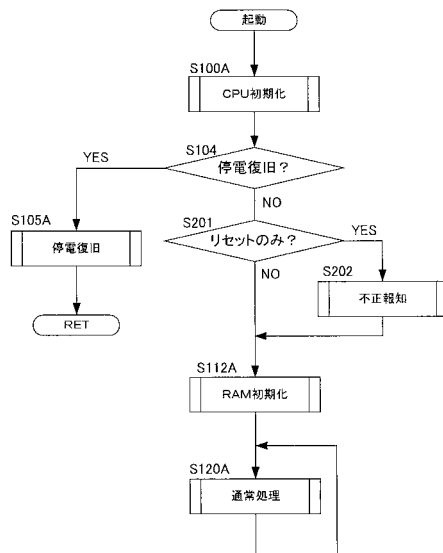 起動
S100A
CPU初期化
S104
YES
停電復旧？
NO
S105A
停電復旧
RET
S201
リセットのみ？
YES
NO
S202
不正報知
S112A
RAM初期化
S120A
通常処理